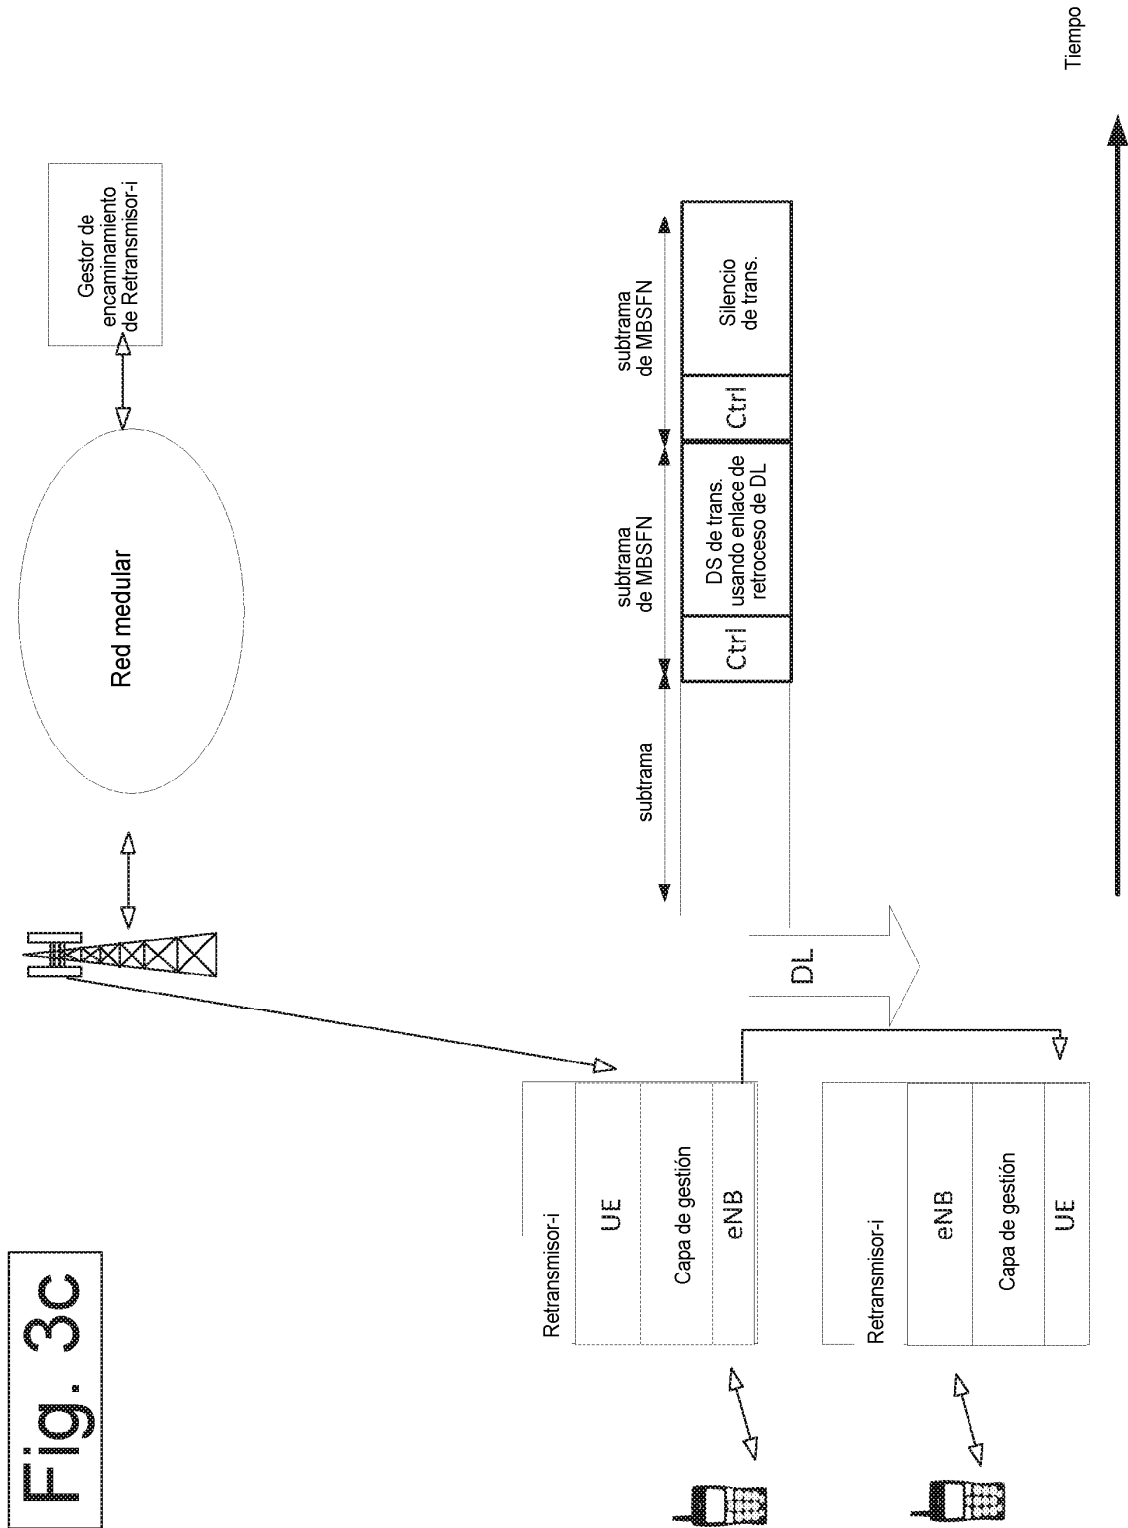 Fig. 3c
Red medular
Gestor de
encaminamiento
de Retransmisor-i
Retransmisor-i
UE
Capa de gestión
eNB
DL
subtrama
subtrama
de MBSFN
subtrama
de MBSFN
Ctrl
DS de trans.
usando enlace de
retroceso de DL
Ctrl
Silencio
de trans.
Retransmisor-i
eNB
Capa de gestión
UE
Tiempo